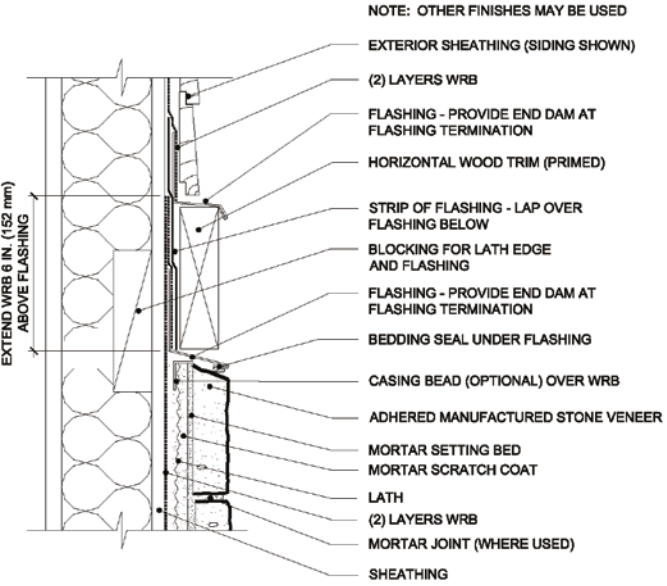 NOTE: OTHER FINISHES MAY BE USED
EXTERIOR SHEATHING (SIDING SHOWN)
(2) LAYERS WRB
FLASHING - PROVIDE END DAM AT
FLASHING TERMINATION
HORIZONTAL WOOD TRIM (PRIMED)
STRIP OF FLASHING - LAP OVER
FLASHING BELOW
BLOCKING FOR LATH EDGE
AND FLASHING
FLASHING - PROVIDE END DAM AT
FLASHING TERMINATION
BEDDING SEAL UNDER FLASHING
CASING BEAD (OPTIONAL) OVER WRB
ADHERED MANUFACTURED STONE VENEER
MORTAR SETTING BED
MORTAR SCRATCH COAT
LATH
(2) LAYERS WRB
MORTAR JOINT (WHERE USED)
SHEATHING
EXTEND WRB 6 IN. (152 mm)
ABOVE FLASHING